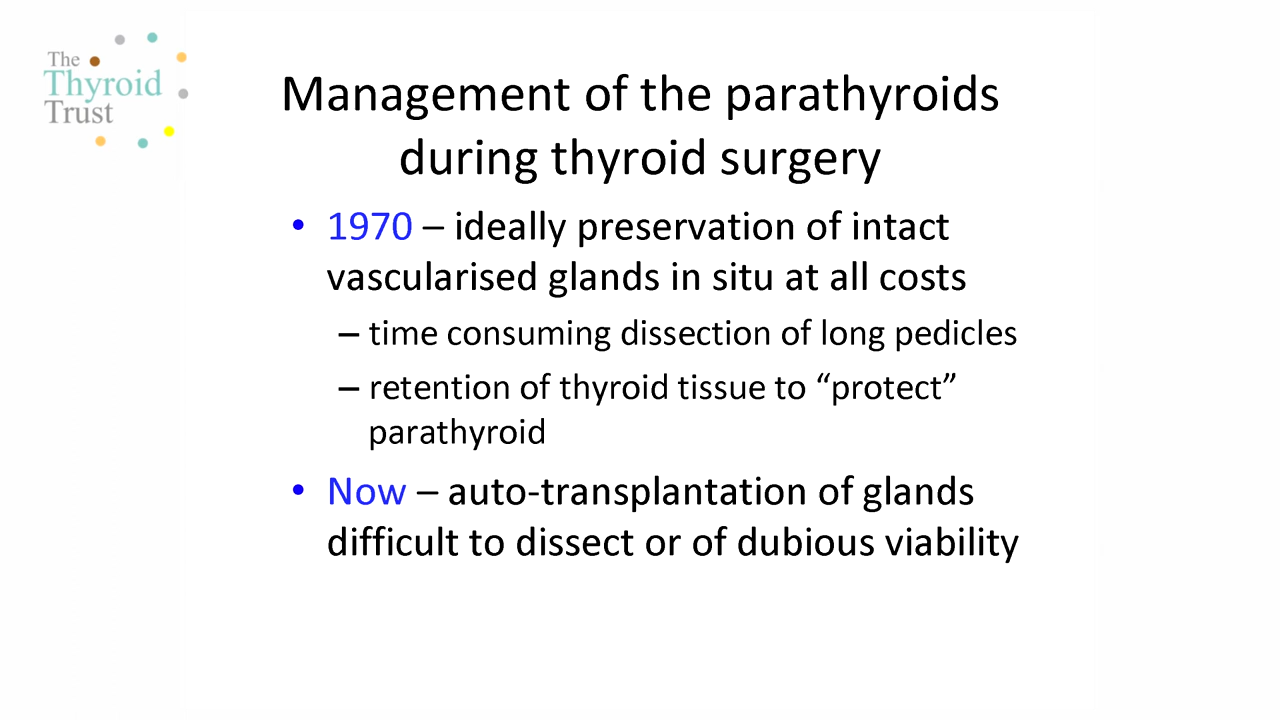 The
Thyroid
Trust
Management of the parathyroids
during thyroid surgery
• 1970 – ideally preservation of intact
vascularised glands in situ at all costs
– time consuming dissection of long pedicles
– retention of thyroid tissue to “protect”
parathyroid
• Now – auto-transplantation of glands
difficult to dissect or of dubious viability